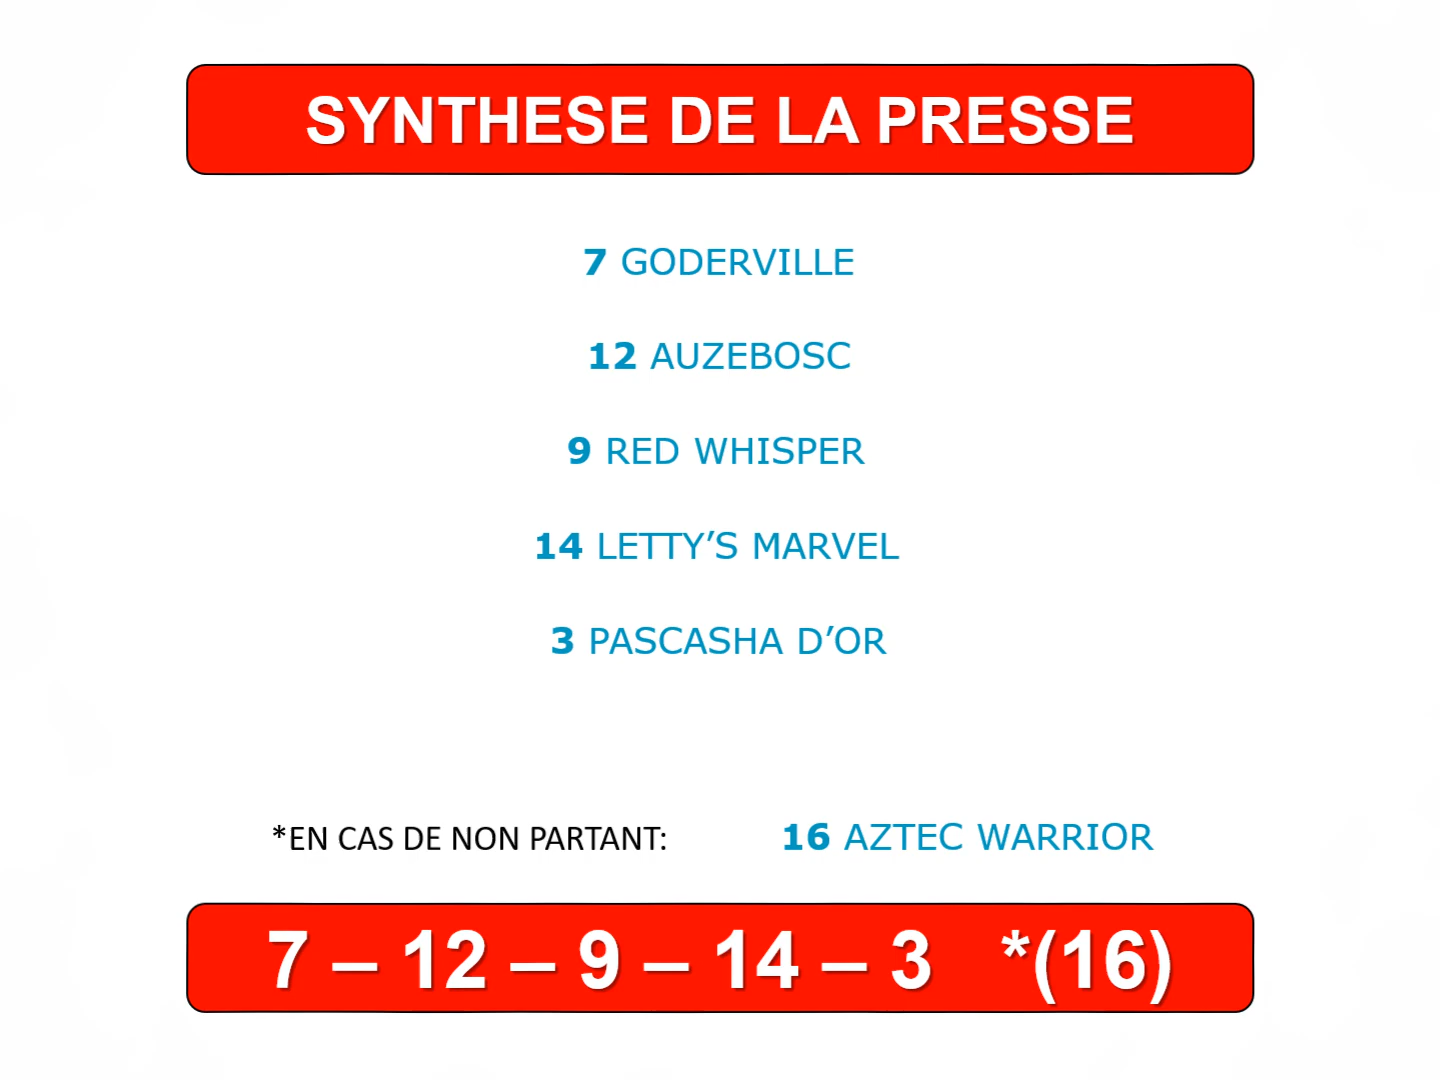 SYNTHESE DE LA PRESSE
7 GODERVILLE
12 AUZEBOSC
9 RED WHISPER
14 LETTY’S MARVEL
3 PASCASHA D’OR
*EN CAS DE NON PARTANT: 16 AZTEC WARRIOR
7 – 12 – 9 – 14 – 3 *(16)